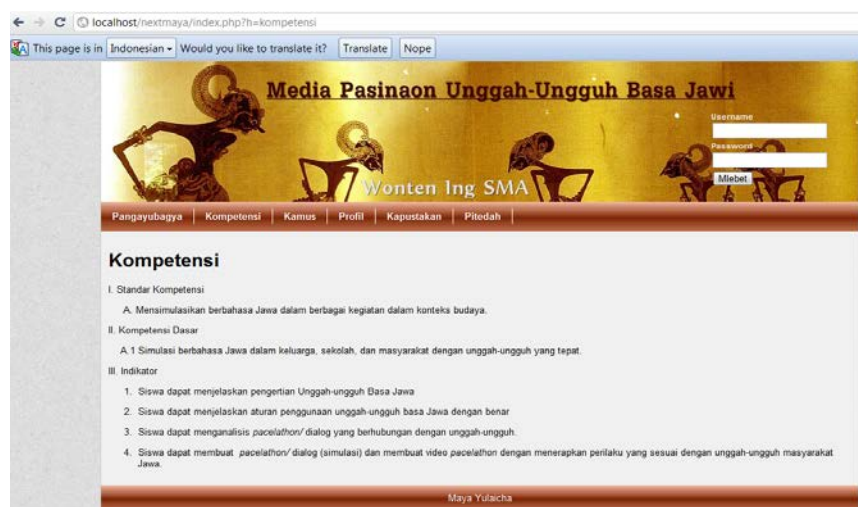 localhost/nextmaya/index.php?h=kompetensi
This page is in Indonesian Would you like to translate it? Translate Nope
Media Pasinaon Unggah-Ungguh Basa Jawi
Username
Password
Mlebet
Wonten Ing SMA
Pangayubagya Kompetensi Kamus Profil Kapustakan Pitedah
Kompetensi
I. Standar Kompetensi
A. Mensimulasikan berbahasa Jawa dalam berbagai kegiatan dalam konteks budaya.
II. Kompetensi Dasar
A.1 Simulasi berbahasa Jawa dalam keluarga, sekolah, dan masyarakat dengan unggah-ungguh yang tepat.
III. Indikator
1. Siswa dapat menjelaskan pengertian Unggah-ungguh Basa Jawa
2. Siswa dapat menjelaskan aturan penggunaan unggah-ungguh basa Jawa dengan benar
3. Siswa dapat menganalisis pacelathon/ dialog yang berhubungan dengan unggah-ungguh.
4. Siswa dapat membuat pacelathon/ dialog (simulasi) dan membuat video pacelathon dengan menerapkan perilaku yang sesuai dengan unggah-ungguh masyarakat
Jawa.
Maya Yulaicha